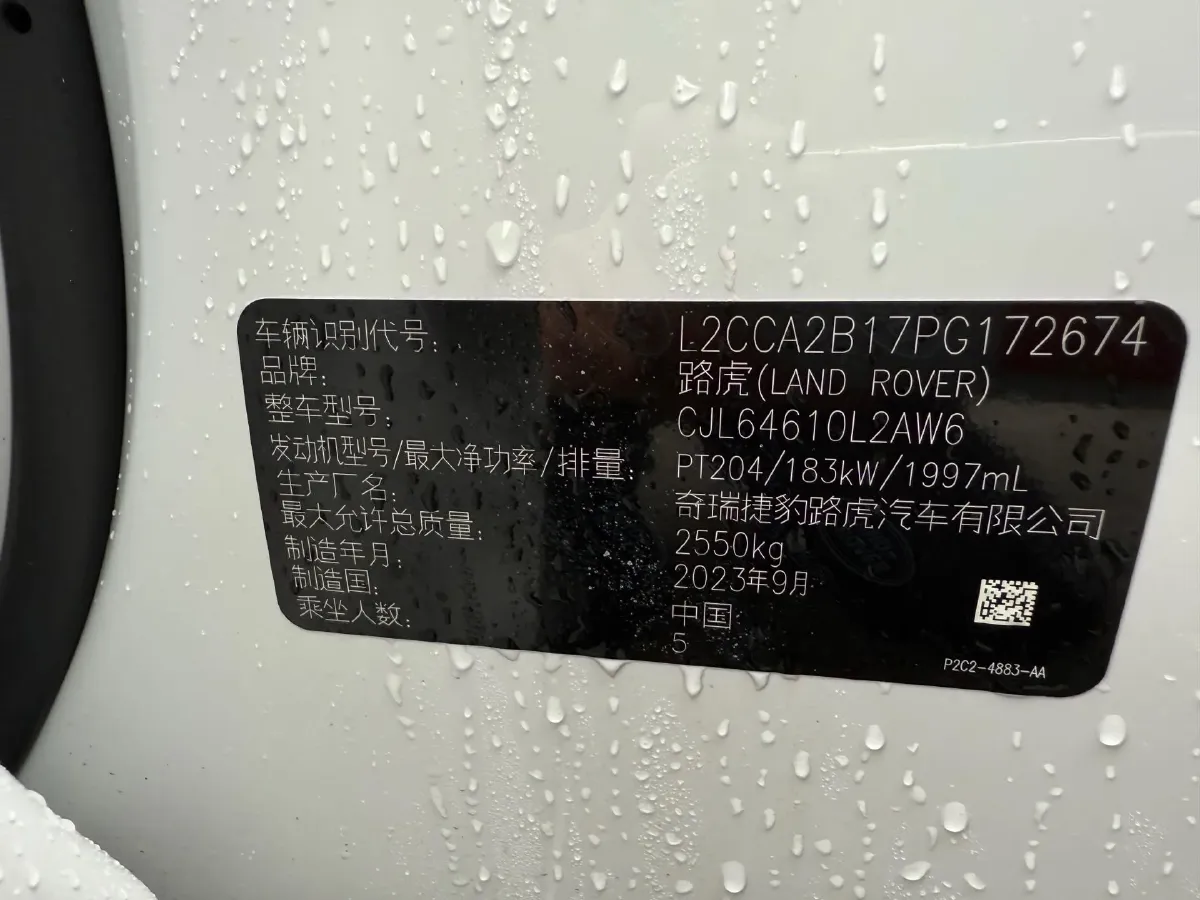 车辆识别代号: L2CCA2B17PG172674
品牌: 路虎(LAND ROVER)
整车型号: CJL64610L2AW6
发动机型号/最大净功率/排量: PT204/183kW/1997mL
生产厂名: 奇瑞捷豹路虎汽车有限公司
最大允许总质量: 2550kg
制造年月: 2023年9月
制造国: 中国
乘坐人数: 5
P2C2-4883-AA